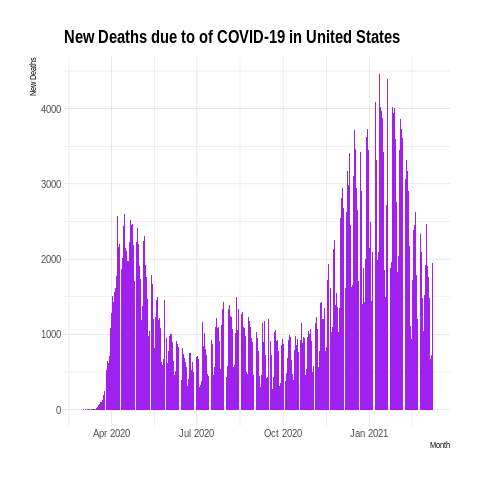 New Deaths due to of COVID-19 in United States
New Deaths
4000
3000
2000
1000
0
Apr 2020 Jul 2020 Oct 2020 Jan 2021
Month